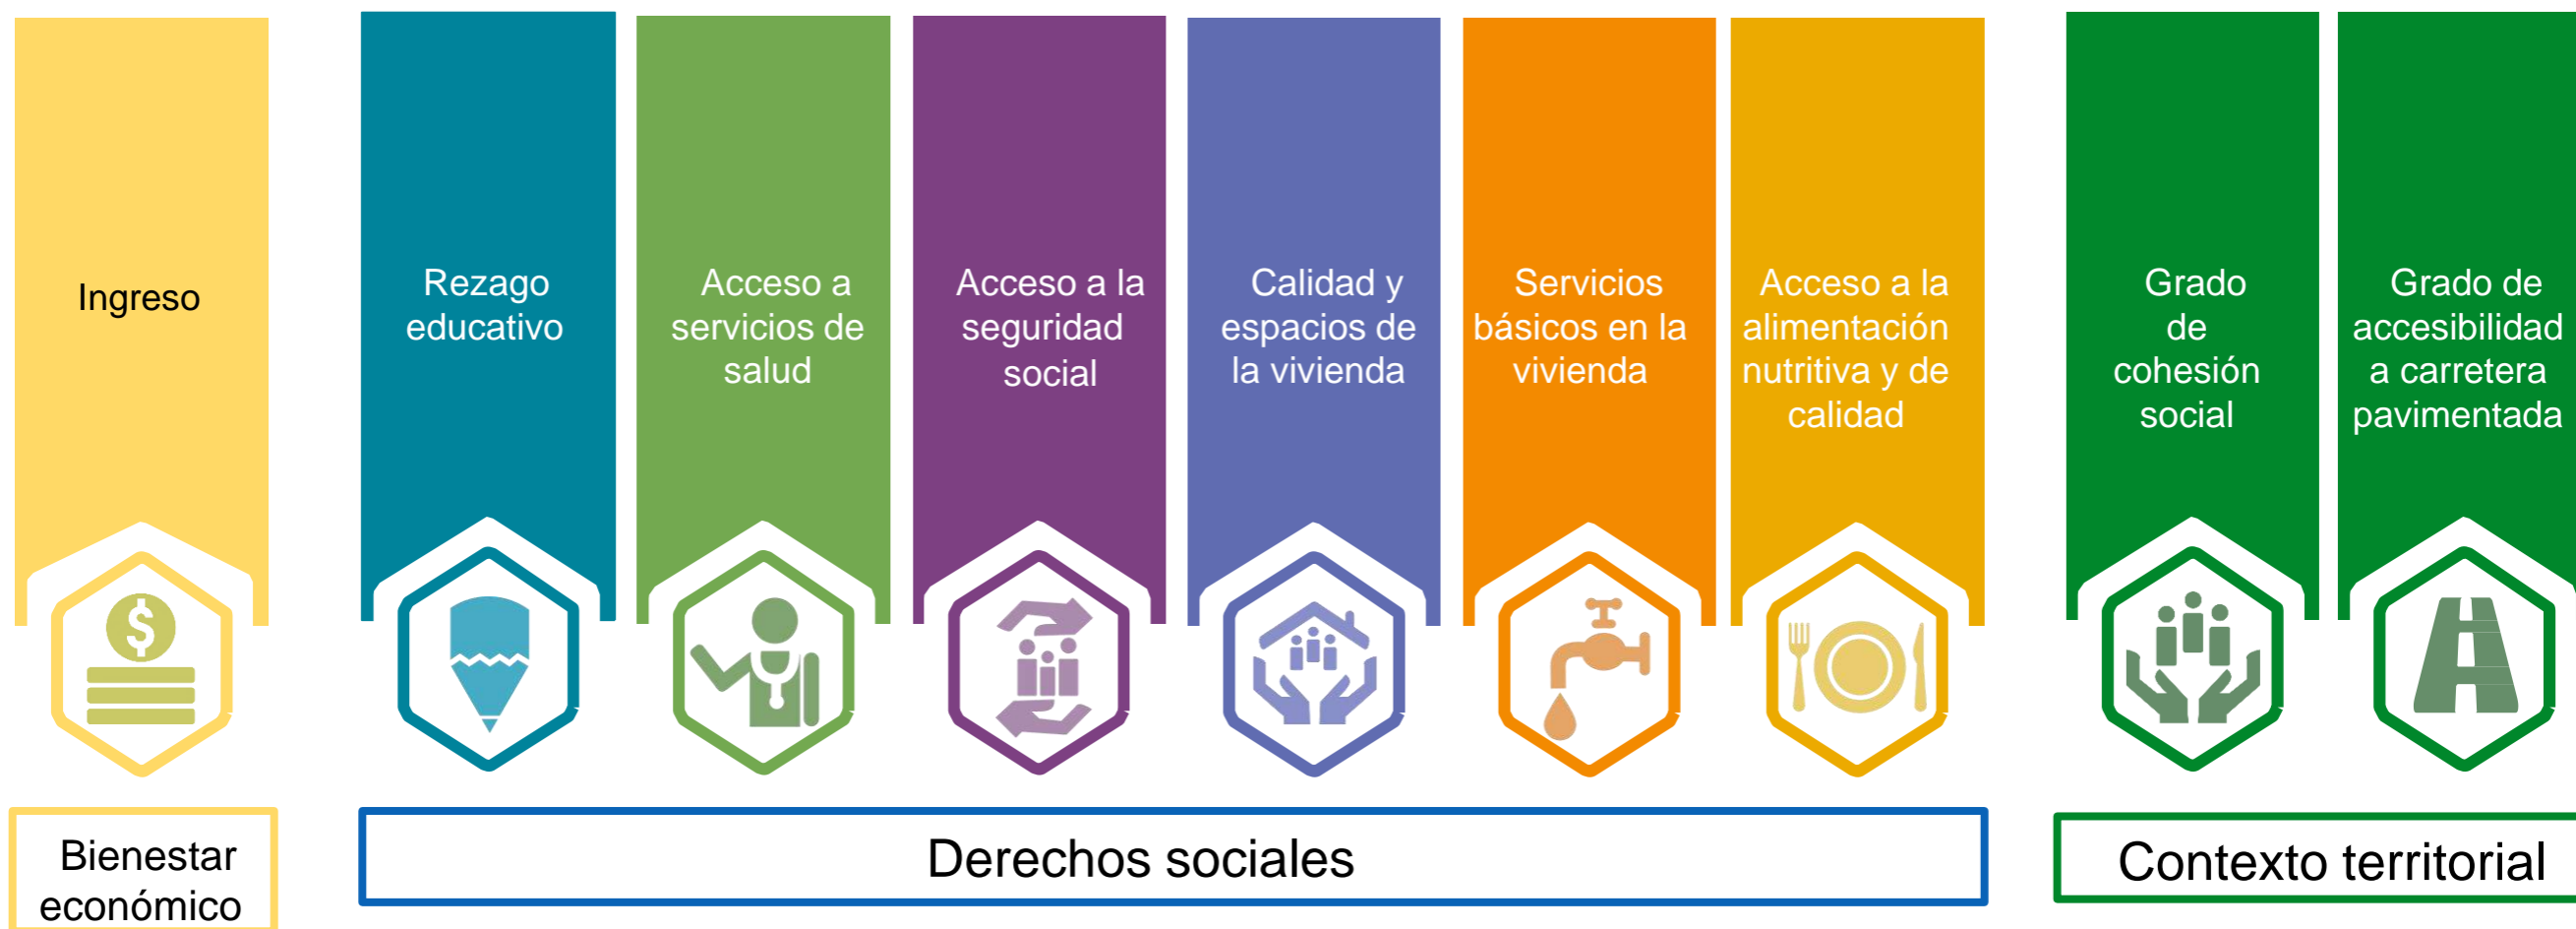 Ingreso
Rezago
educativo
Acceso a
servicios de
salud
Acceso a la
seguridad
social
Calidad y
espacios de
la vivienda
Servicios
básicos en la
vivienda
Acceso a la
alimentación
nutritiva y de
calidad
Grado
de
cohesión
social
Grado de
accesibilidad
a carretera
pavimentada
$
Bienestar
económico
Derechos sociales
Contexto territorial